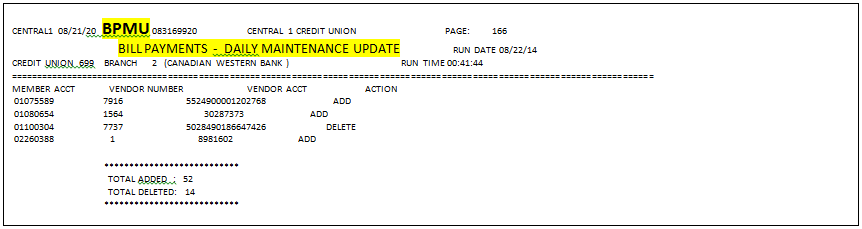 CENTRAL1 08/21/20 BPMU 083169920 CENTRAL 1 CREDIT UNION PAGE: 166
BILL PAYMENTS - DAILY MAINTENANCE UPDATE RUN DATE 08/22/14
CREDIT UNION 699 BRANCH 2 (CANADIAN WESTERN BANK ) RUN TIME 00:41:44
================================================================================
MEMBER ACCT VENDOR NUMBER VENDOR ACCT ACTION
01075589 7916 5524900001202768 ADD
01080654 1564 30287373 ADD
01100304 7737 5028490186647426 DELETE
02260388 1 8981602 ADD
***************************
TOTAL ADDED : 52
TOTAL DELETED: 14
***************************